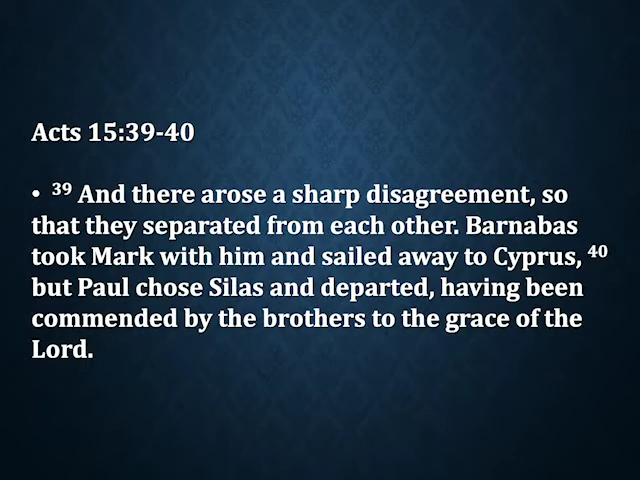 Acts 15:39-40
• 39 And there arose a sharp disagreement, so
that they separated from each other. Barnabas
took Mark with him and sailed away to Cyprus, 40
but Paul chose Silas and departed, having been
commended by the brothers to the grace of the
Lord.